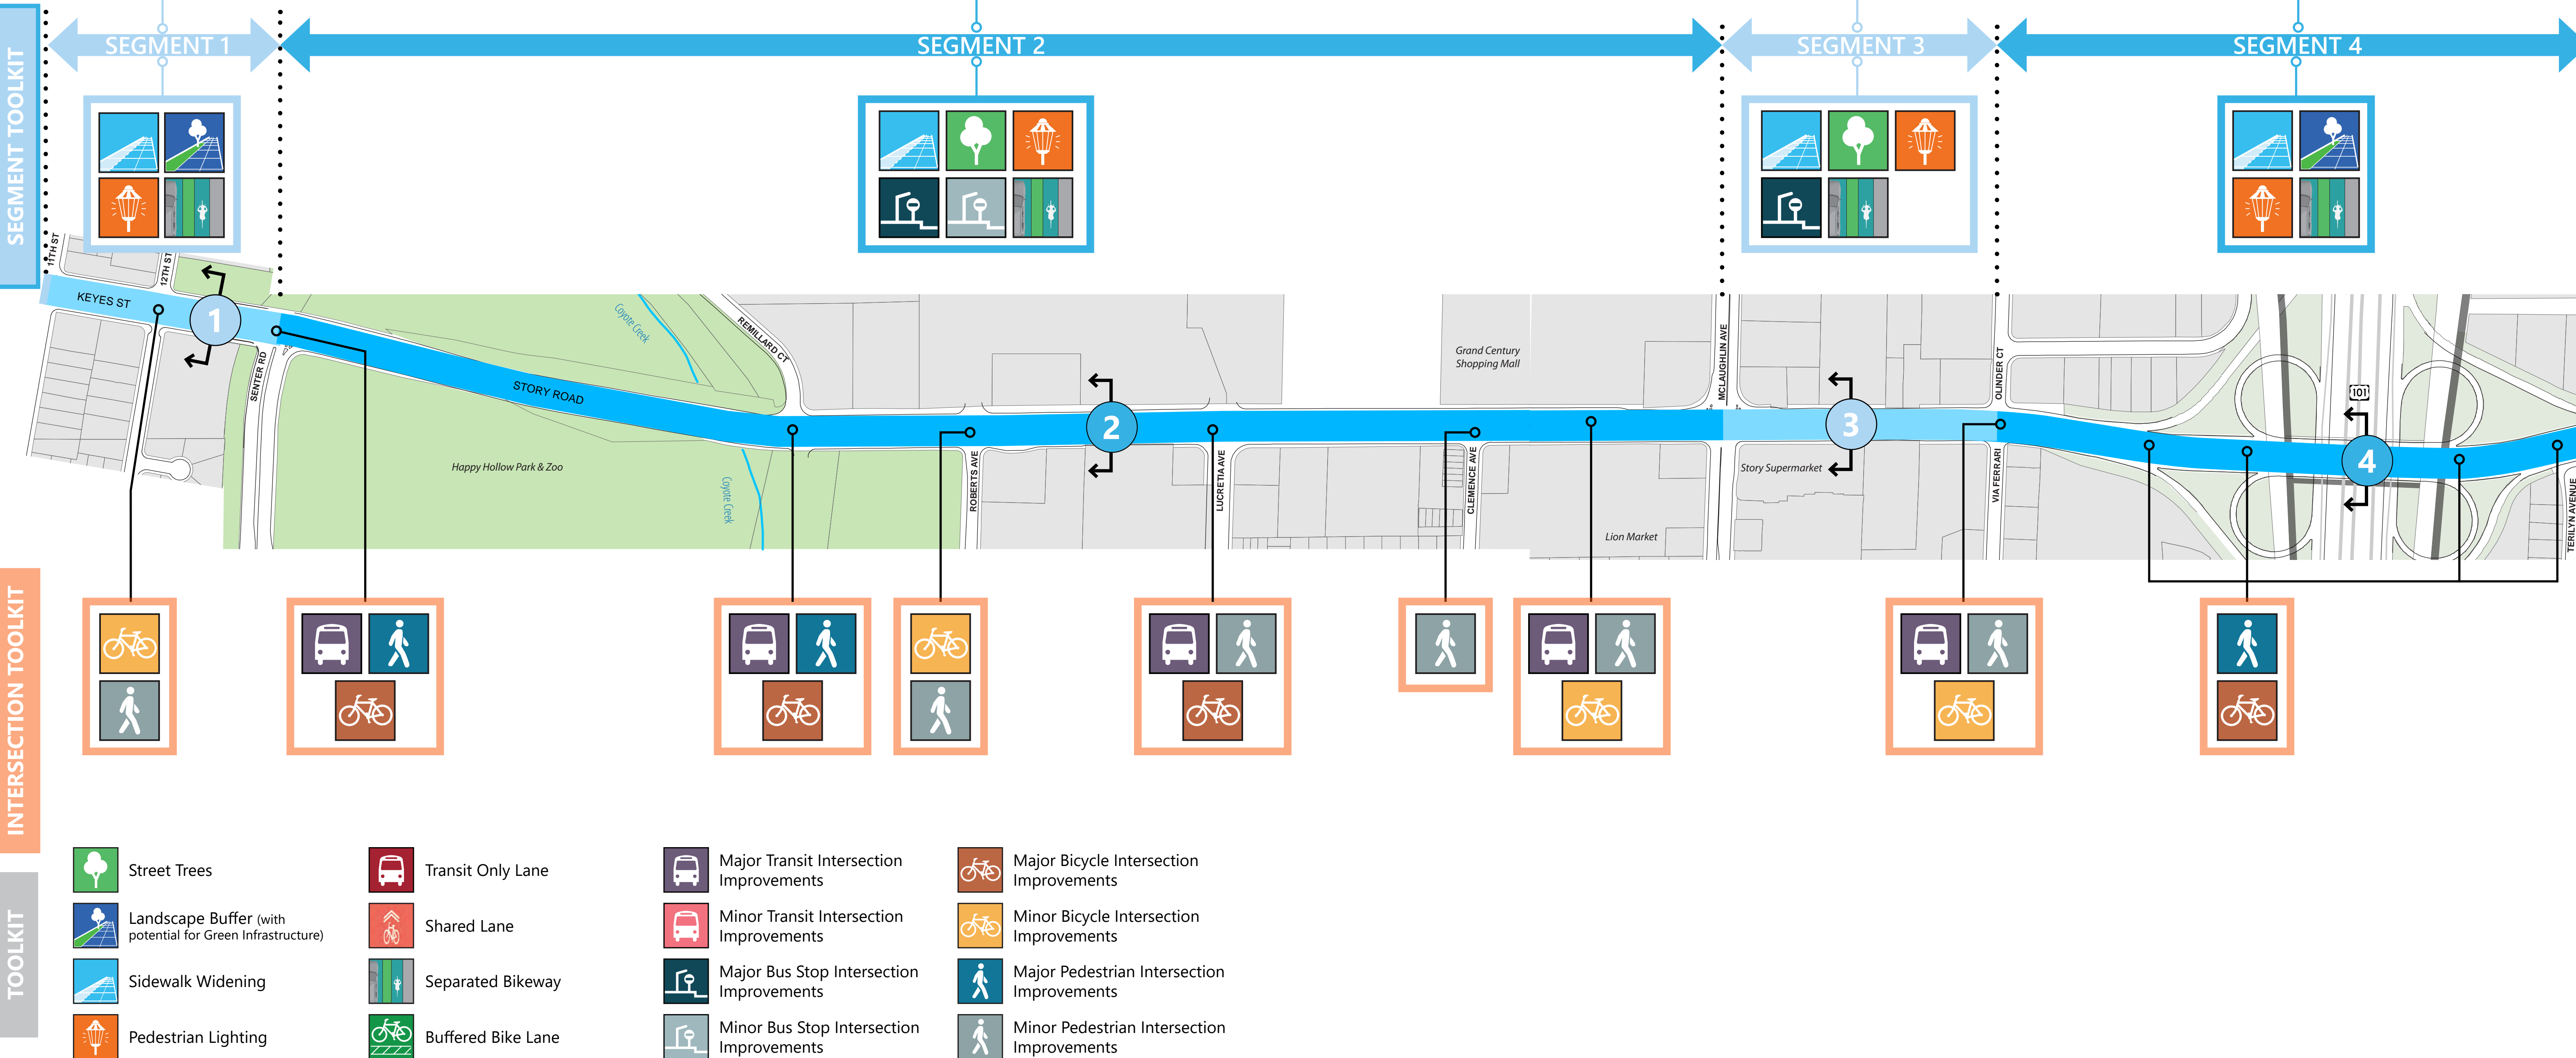 SEGMENT TOOLKIT
SEGMENT 1
SEGMENT 2
SEGMENT 3
SEGMENT 4
11TH ST
12TH ST
KEYES ST
1
SENTER RD
STORY ROAD
Happy Hollow Park & Zoo
Coyote Creek
Coyote Creek
REMILLARD CT
ROBERTS AVE
2
LUCRETIA AVE
Grand Century
Shopping Mall
CLEMENCE AVE
Lion Market
MCLAUGHLIN AVE
Story Supermarket
3
OLINDER CT
VIA FERRARI
101
4
TERILYN AVENUE
INTERSECTION TOOLKIT
TOOLKIT
Street Trees
Landscape Buffer (with
potential for Green Infrastructure)
Sidewalk Widening
Pedestrian Lighting
Transit Only Lane
Shared Lane
Separated Bikeway
Buffered Bike Lane
Major Transit Intersection
Improvements
Minor Transit Intersection
Improvements
Major Bus Stop Intersection
Improvements
Minor Bus Stop Intersection
Improvements
Major Bicycle Intersection
Improvements
Minor Bicycle Intersection
Improvements
Major Pedestrian Intersection
Improvements
Minor Pedestrian Intersection
Improvements